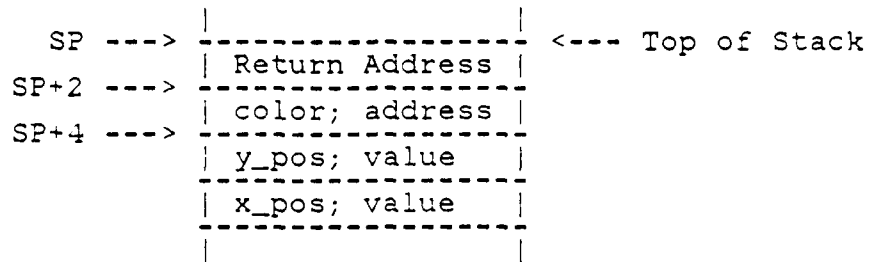 SP ---> <--- Top of Stack
Return Address
SP+2 --->
color; address
SP+4 --->
y_pos; value
x_pos; value